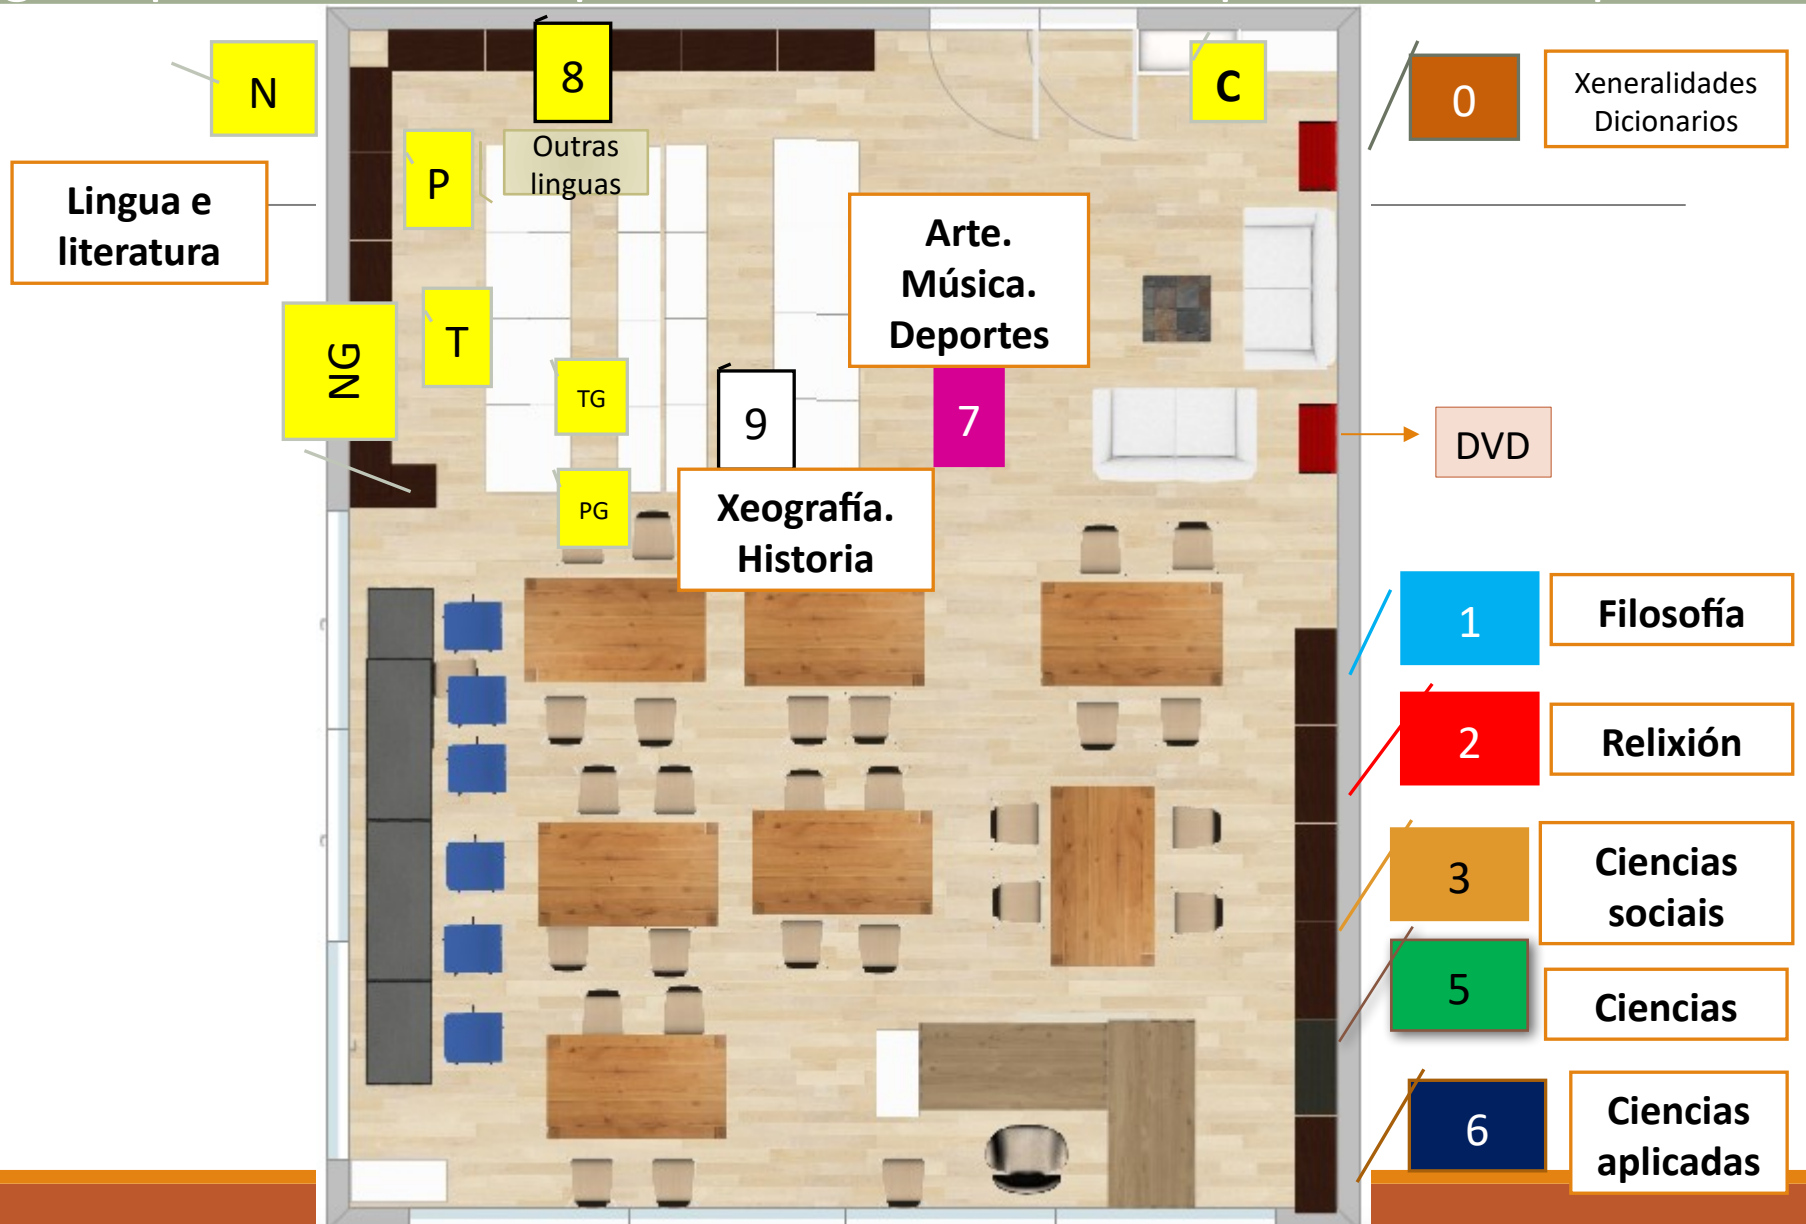 N
8
C
0
Xeneralidades
Dicionarios
Outras
linguas
P
Lingua e
literatura
Arte.
Música.
Deportes
NG
T
TG
9
7
DVD
PG
Xeografía.
Historia
1
Filosofía
2
Relixión
3
Ciencias
sociais
5
Ciencias
6
Ciencias
aplicadas